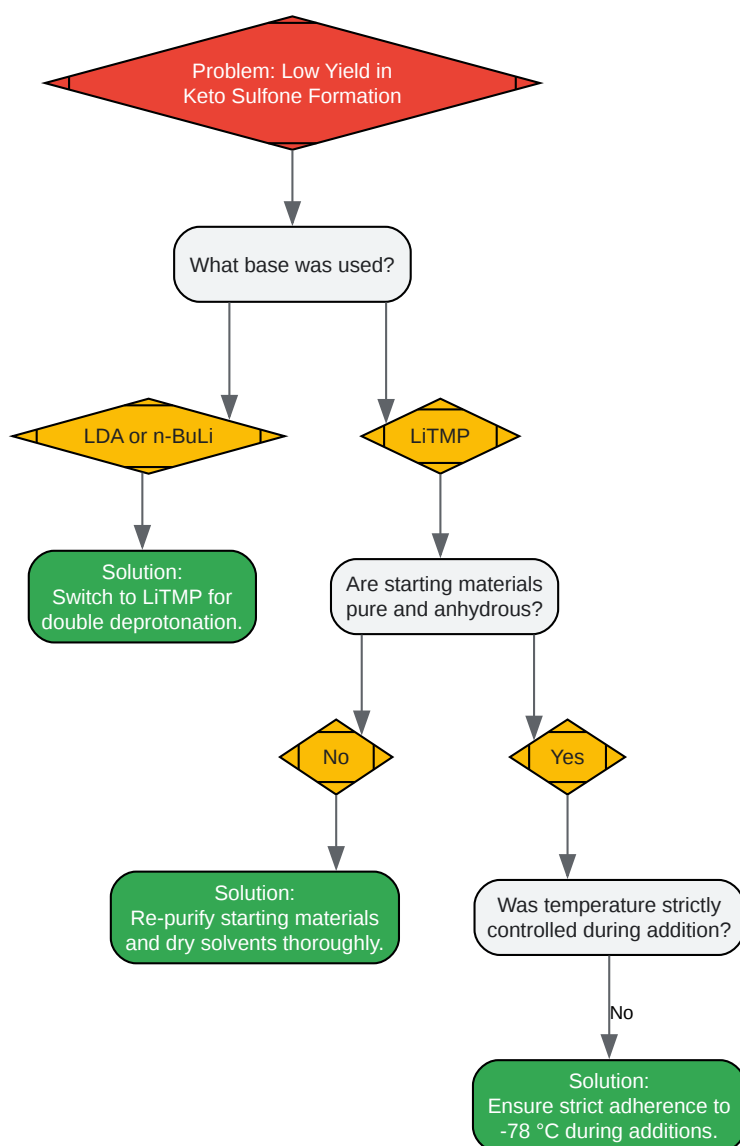 Problem: Low Yield in
Keto Sulfone Formation
What base was used?
LDA or n-BuLi
LiTMP
Solution:
Switch to LiTMP for
double deprotonation.
Are starting materials
pure and anhydrous?
No
Yes
Solution:
Re-purify starting materials
and dry solvents thoroughly.
Was temperature strictly
controlled during addition?
No
Solution:
Ensure strict adherence to
-78 °C during additions.